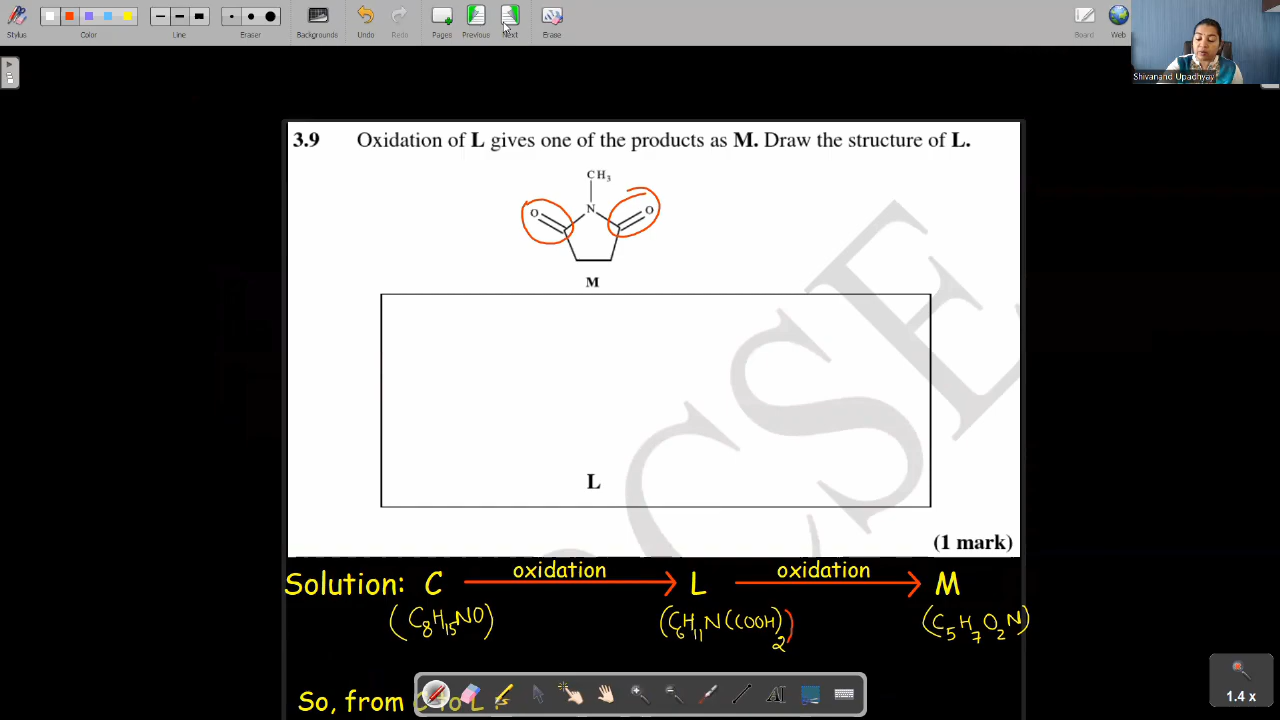 Stylus
Color
Line
Eraser
Backgrounds
Undo
Redo
Pages
Previous
Next
Erase
Board
Web
Shivanand Upadhyay
3.9 Oxidation of L gives one of the products as M. Draw the structure of L.
CH3
O N O
M
L
(1 mark)
Solution: C oxidation L oxidation M
(C8H15NO) (C6H11N(COOH)2) (C5H7O2N)
So, from C to L :
1.4 x
CSE